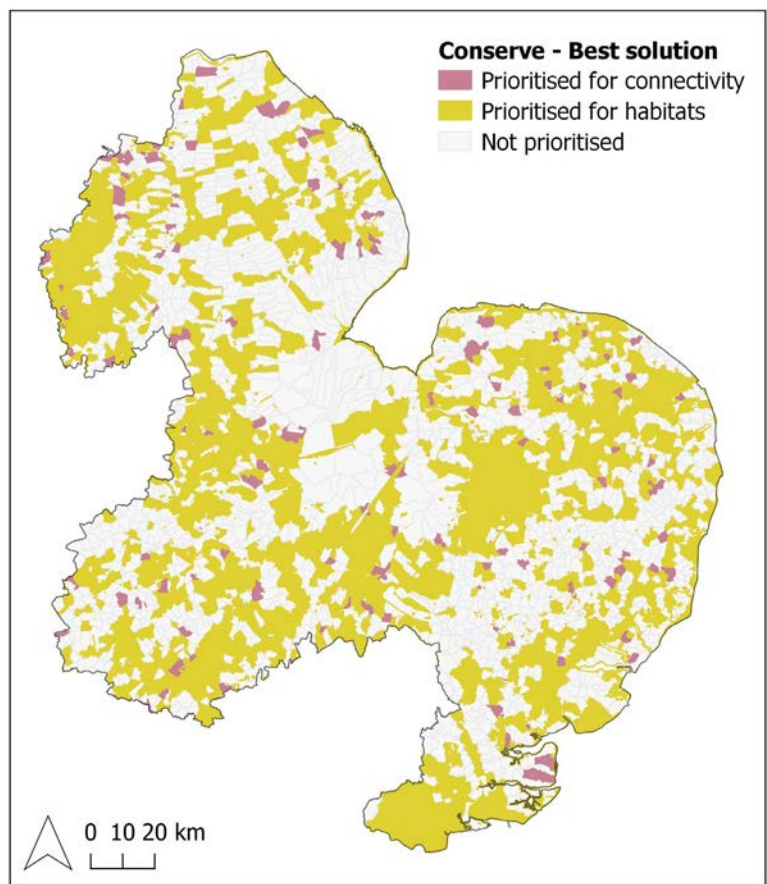 Conserve - Best solution
Prioritised for connectivity
Prioritised for habitats
Not prioritised
0 10 20 km